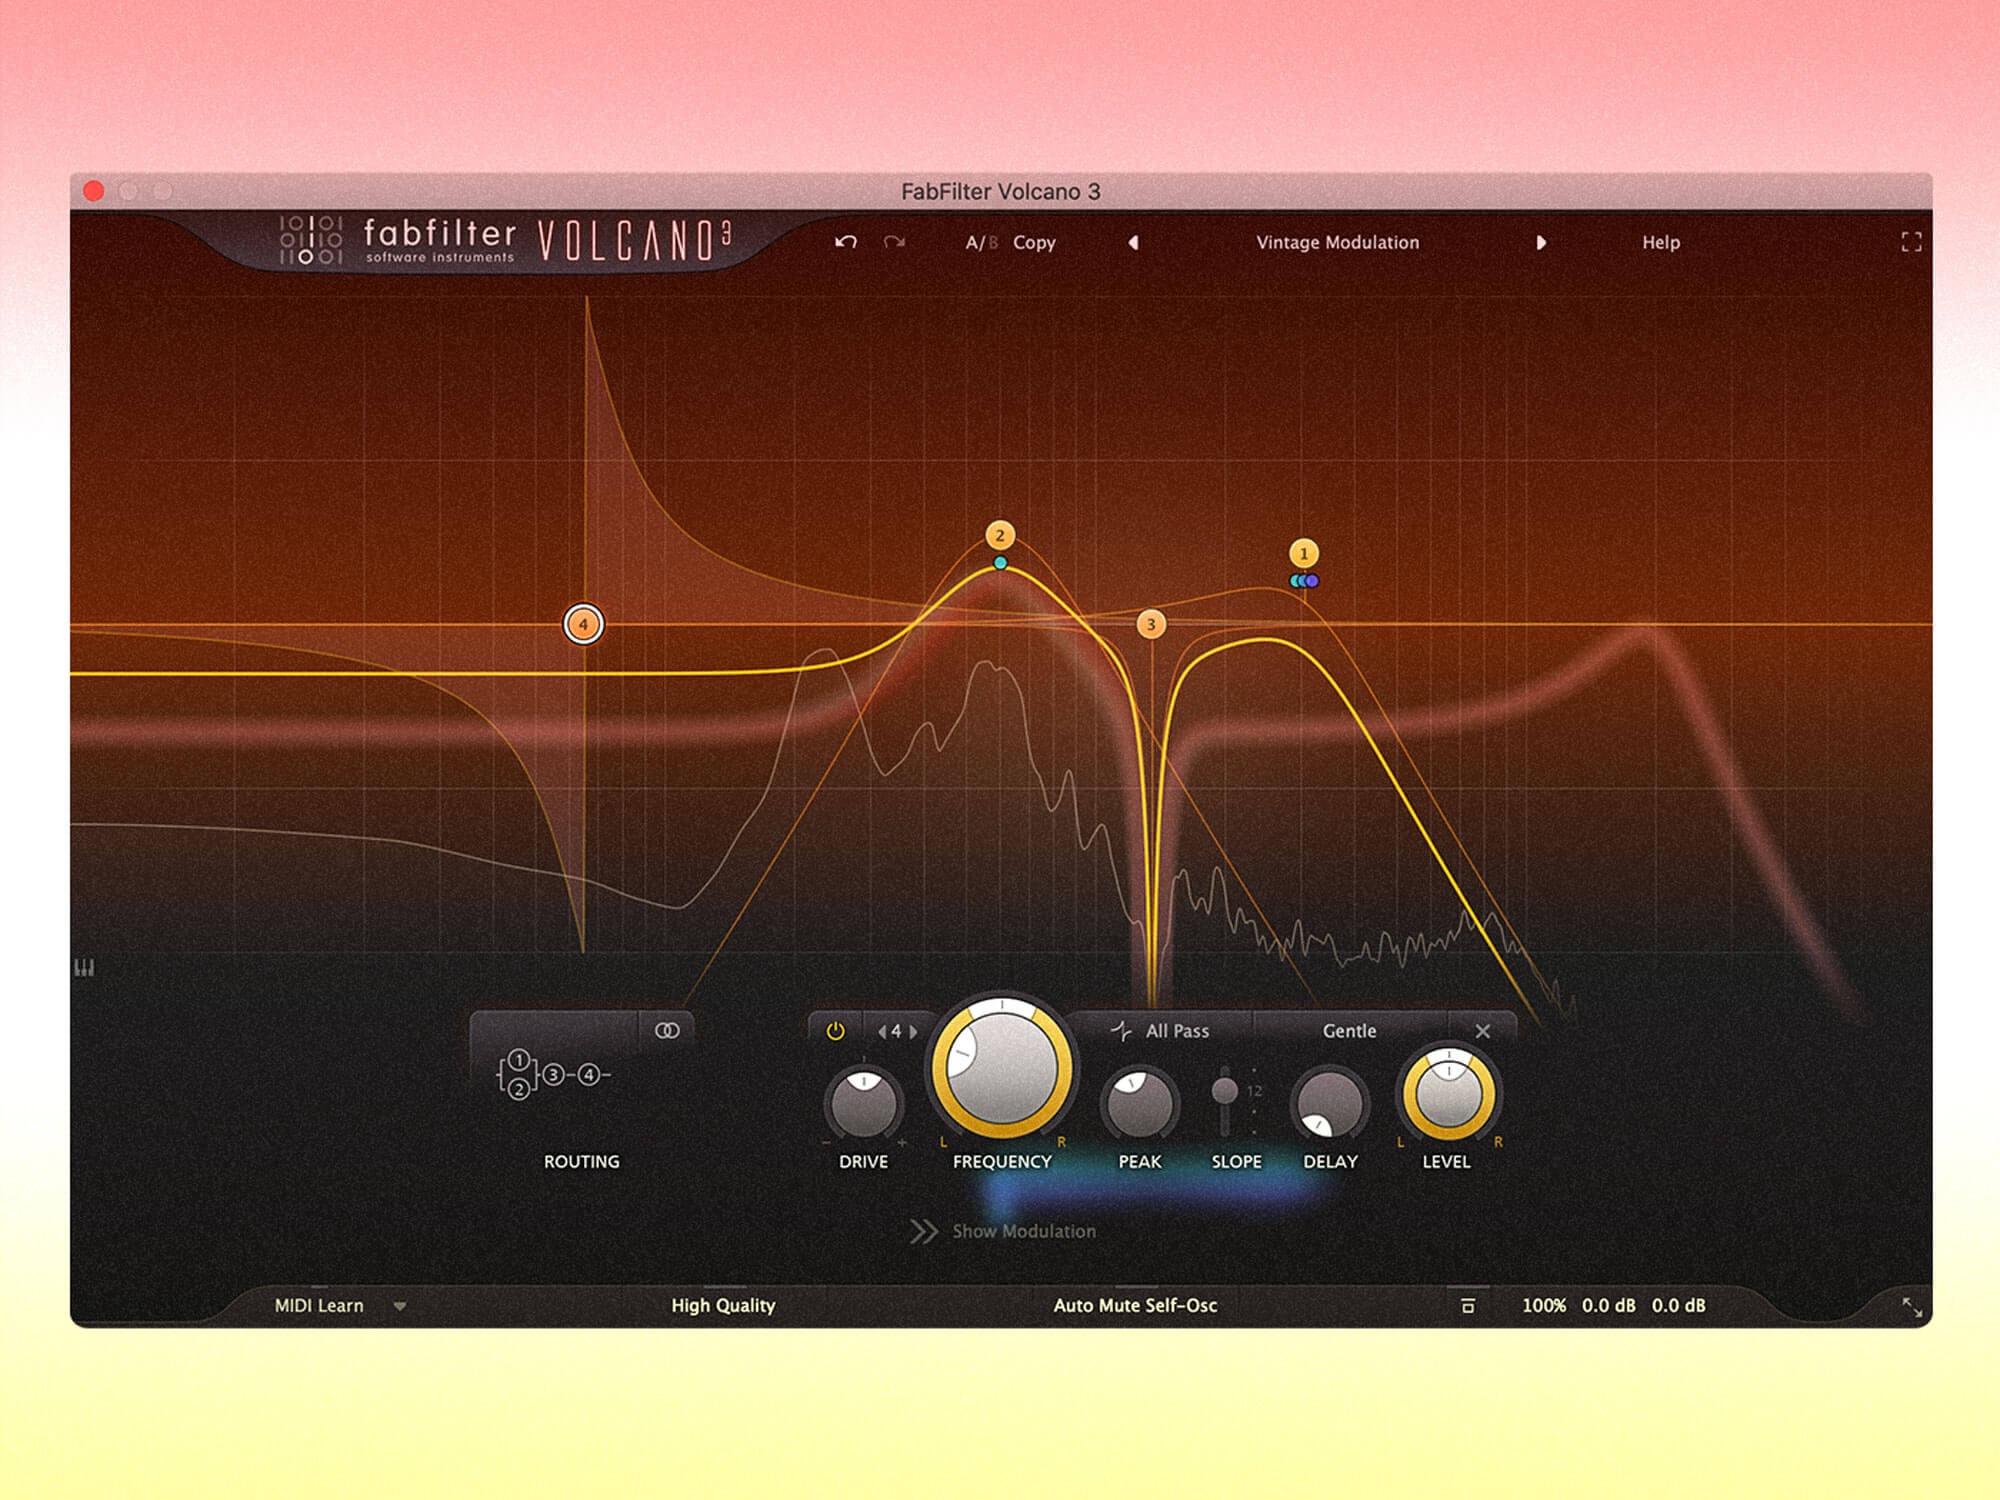 FabFilter Volcano 3
fabfilter VOLCANO 3
software instruments
A/B Copy Vintage Modulation Help
2
1
4
3
4 All Pass Gentle
1
2
3 4
12
- + L R L R
ROUTING DRIVE FREQUENCY PEAK SLOPE DELAY LEVEL
Show Modulation
MIDI Learn High Quality Auto Mute Self-Osc 100% 0.0 dB 0.0 dB